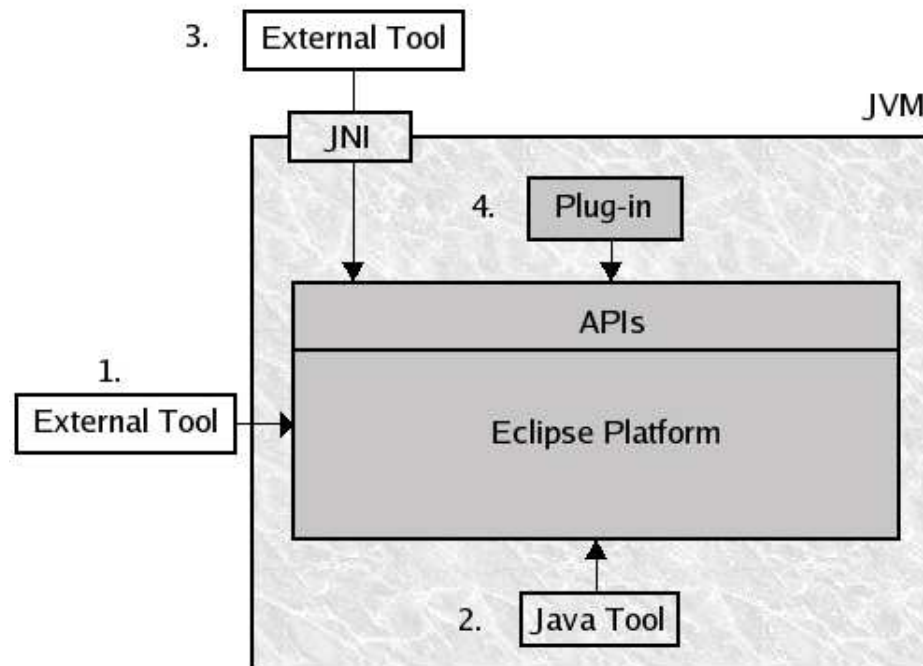 3. External Tool
JVM
JNI
4. Plug-in
APIs
1.
External Tool
Eclipse Platform
2. Java Tool